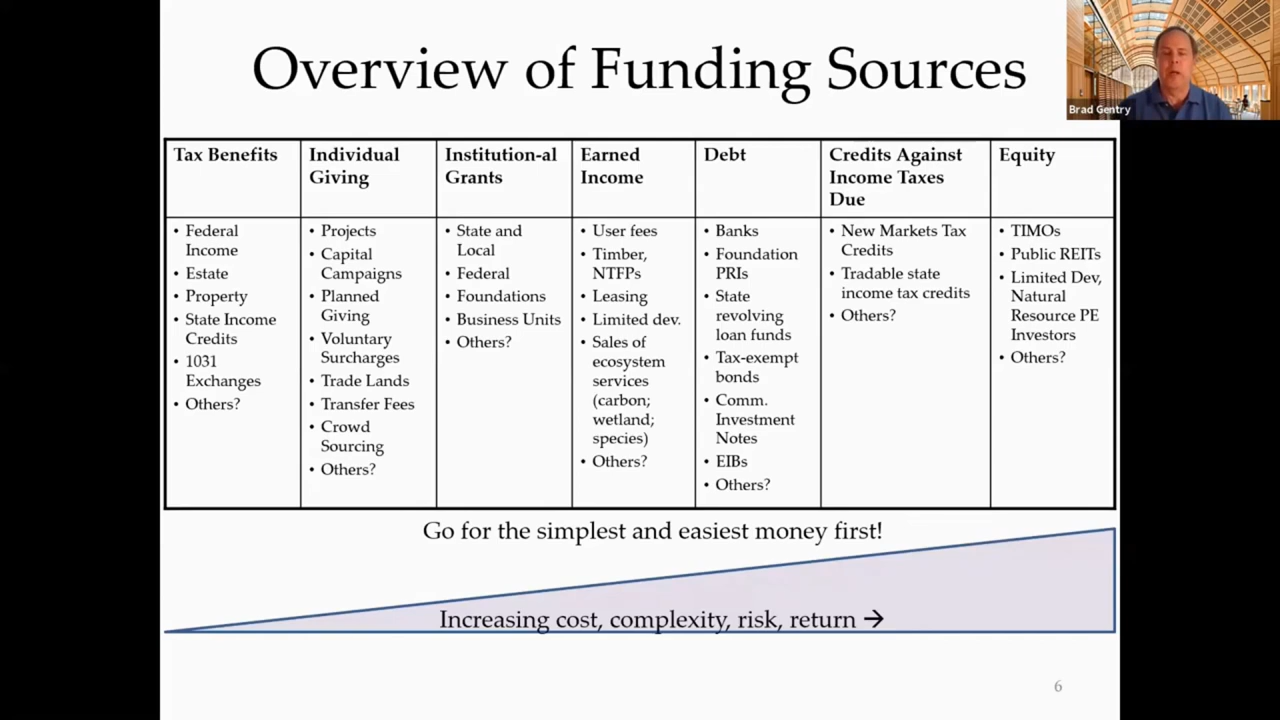 Overview of Funding Sources
Brad Gentry
Tax Benefits
Individual
Giving
Institution-al
Grants
Earned
Income
Debt
Credits Against
Income Taxes
Due
Equity
• Federal
Income
• Estate
• Property
• State Income
Credits
• 1031
Exchanges
• Others?
• Projects
• Capital
Campaigns
• Planned
Giving
• Voluntary
Surcharges
• Trade Lands
• Transfer Fees
• Crowd
Sourcing
• Others?
• State and
Local
• Federal
• Foundations
• Business Units
• Others?
• User fees
• Timber,
NTFPs
• Leasing
• Limited dev.
• Sales of
ecosystem
services
(carbon;
wetland;
species)
• Others?
• Banks
• Foundation
PRIs
• State
revolving
loan funds
• Tax-exempt
bonds
• Comm.
Investment
Notes
• EIBs
• Others?
• New Markets Tax
Credits
• Tradable state
income tax credits
• Others?
• TIMOs
• Public REITs
• Limited Dev,
Natural
Resource PE
Investors
• Others?
Go for the simplest and easiest money first!
Increasing cost, complexity, risk, return →
6